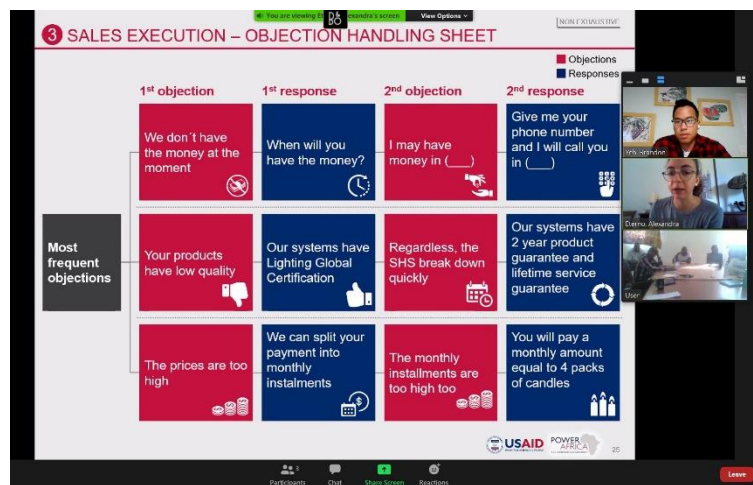 You are viewing
xandra's screen
View Options
NON EXHAUSTIVE
3 SALES EXECUTION – OBJECTION HANDLING SHEET
Objections
Responses
1st objection
1st response
2nd objection
2nd response
We don´t have
the money at the
moment
When will you
have the money?
I may have
money in (___)
Give me your
phone number
and I will call you
in (___)
Most
frequent
objections
Your products
have low quality
Our systems have
Lighting Global
Certification
Regardless, the
SHS break down
quickly
Our systems have
2 year product
guarantee and
lifetime service
guarantee
The prices are too
high
We can split your
payment into
monthly
instalments
The monthly
installments are
too high too
You will pay a
monthly amount
equal to 4 packs
of candles
Brandon
Eterno, Alexandra
User
USAID
POWER
AFRICA
25
3
Participants
Chat
Share Screen
Reactions
Leave